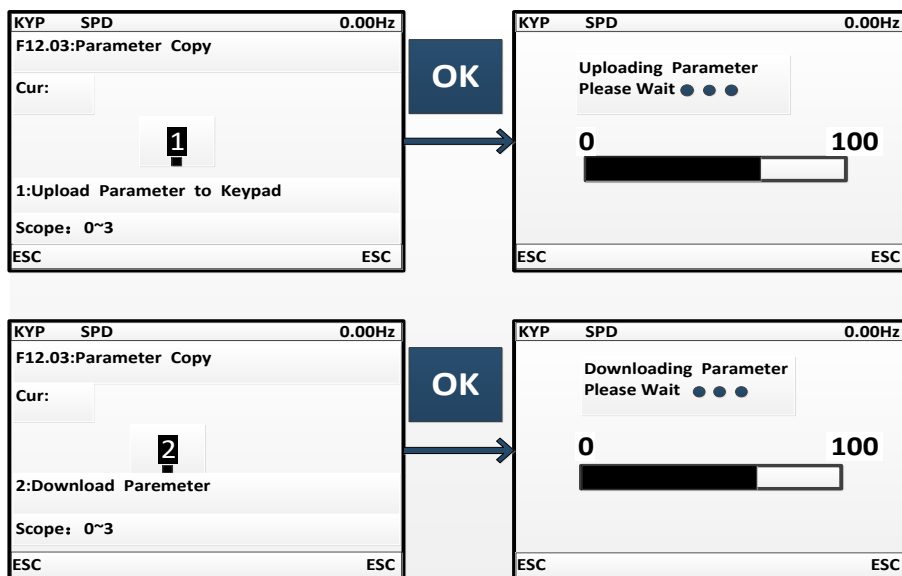 KYP SPD 0.00Hz
F12.03:Parameter Copy
Cur:
1
1:Upload Parameter to Keypad
Scope：0~3
ESC ESC
OK
KYP SPD 0.00Hz
Uploading Parameter
Please Wait ● ● ●
0 100
ESC ESC
KYP SPD 0.00Hz
F12.03:Parameter Copy
Cur:
2
2:Download Paremeter
Scope：0~3
ESC ESC
OK
KYP SPD 0.00Hz
Downloading Parameter
Please Wait ● ● ●
0 100
ESC ESC